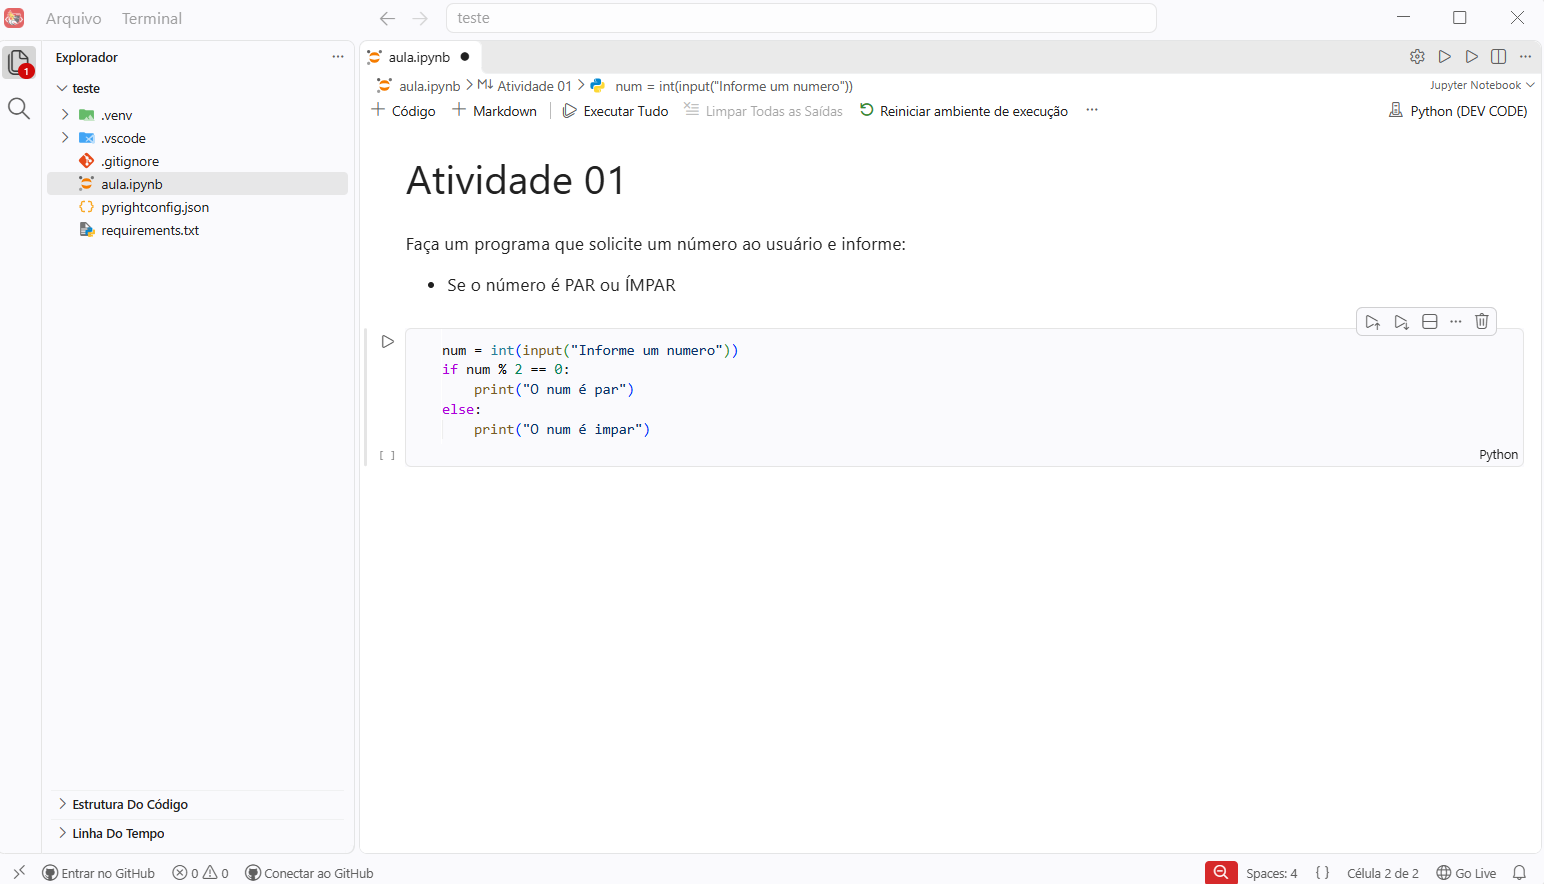 Arquivo Terminal teste
Explorador
teste
.venv
.vscode
.gitignore
aula.ipynb
pyrightconfig.json
requirements.txt
Estrutura Do Código
Linha Do Tempo
aula.ipynb
aula.ipynb > M↓ Atividade 01 > num = int(input("Informe um numero"))
Jupyter Notebook
+ Código + Markdown Executar Tudo Limpar Todas as Saídas Reiniciar ambiente de execução ...
Python (DEV CODE)
Atividade 01
Faça um programa que solicite um número ao usuário e informe:
• Se o número é PAR ou ÍMPAR
num = int(input("Informe um numero"))
if num % 2 == 0:
    print("O num é par")
else:
    print("O num é impar")
[ ]
Python
1
Entrar no GitHub 0 0 Conectar ao GitHub
Spaces: 4 { } Célula 2 de 2 Go Live